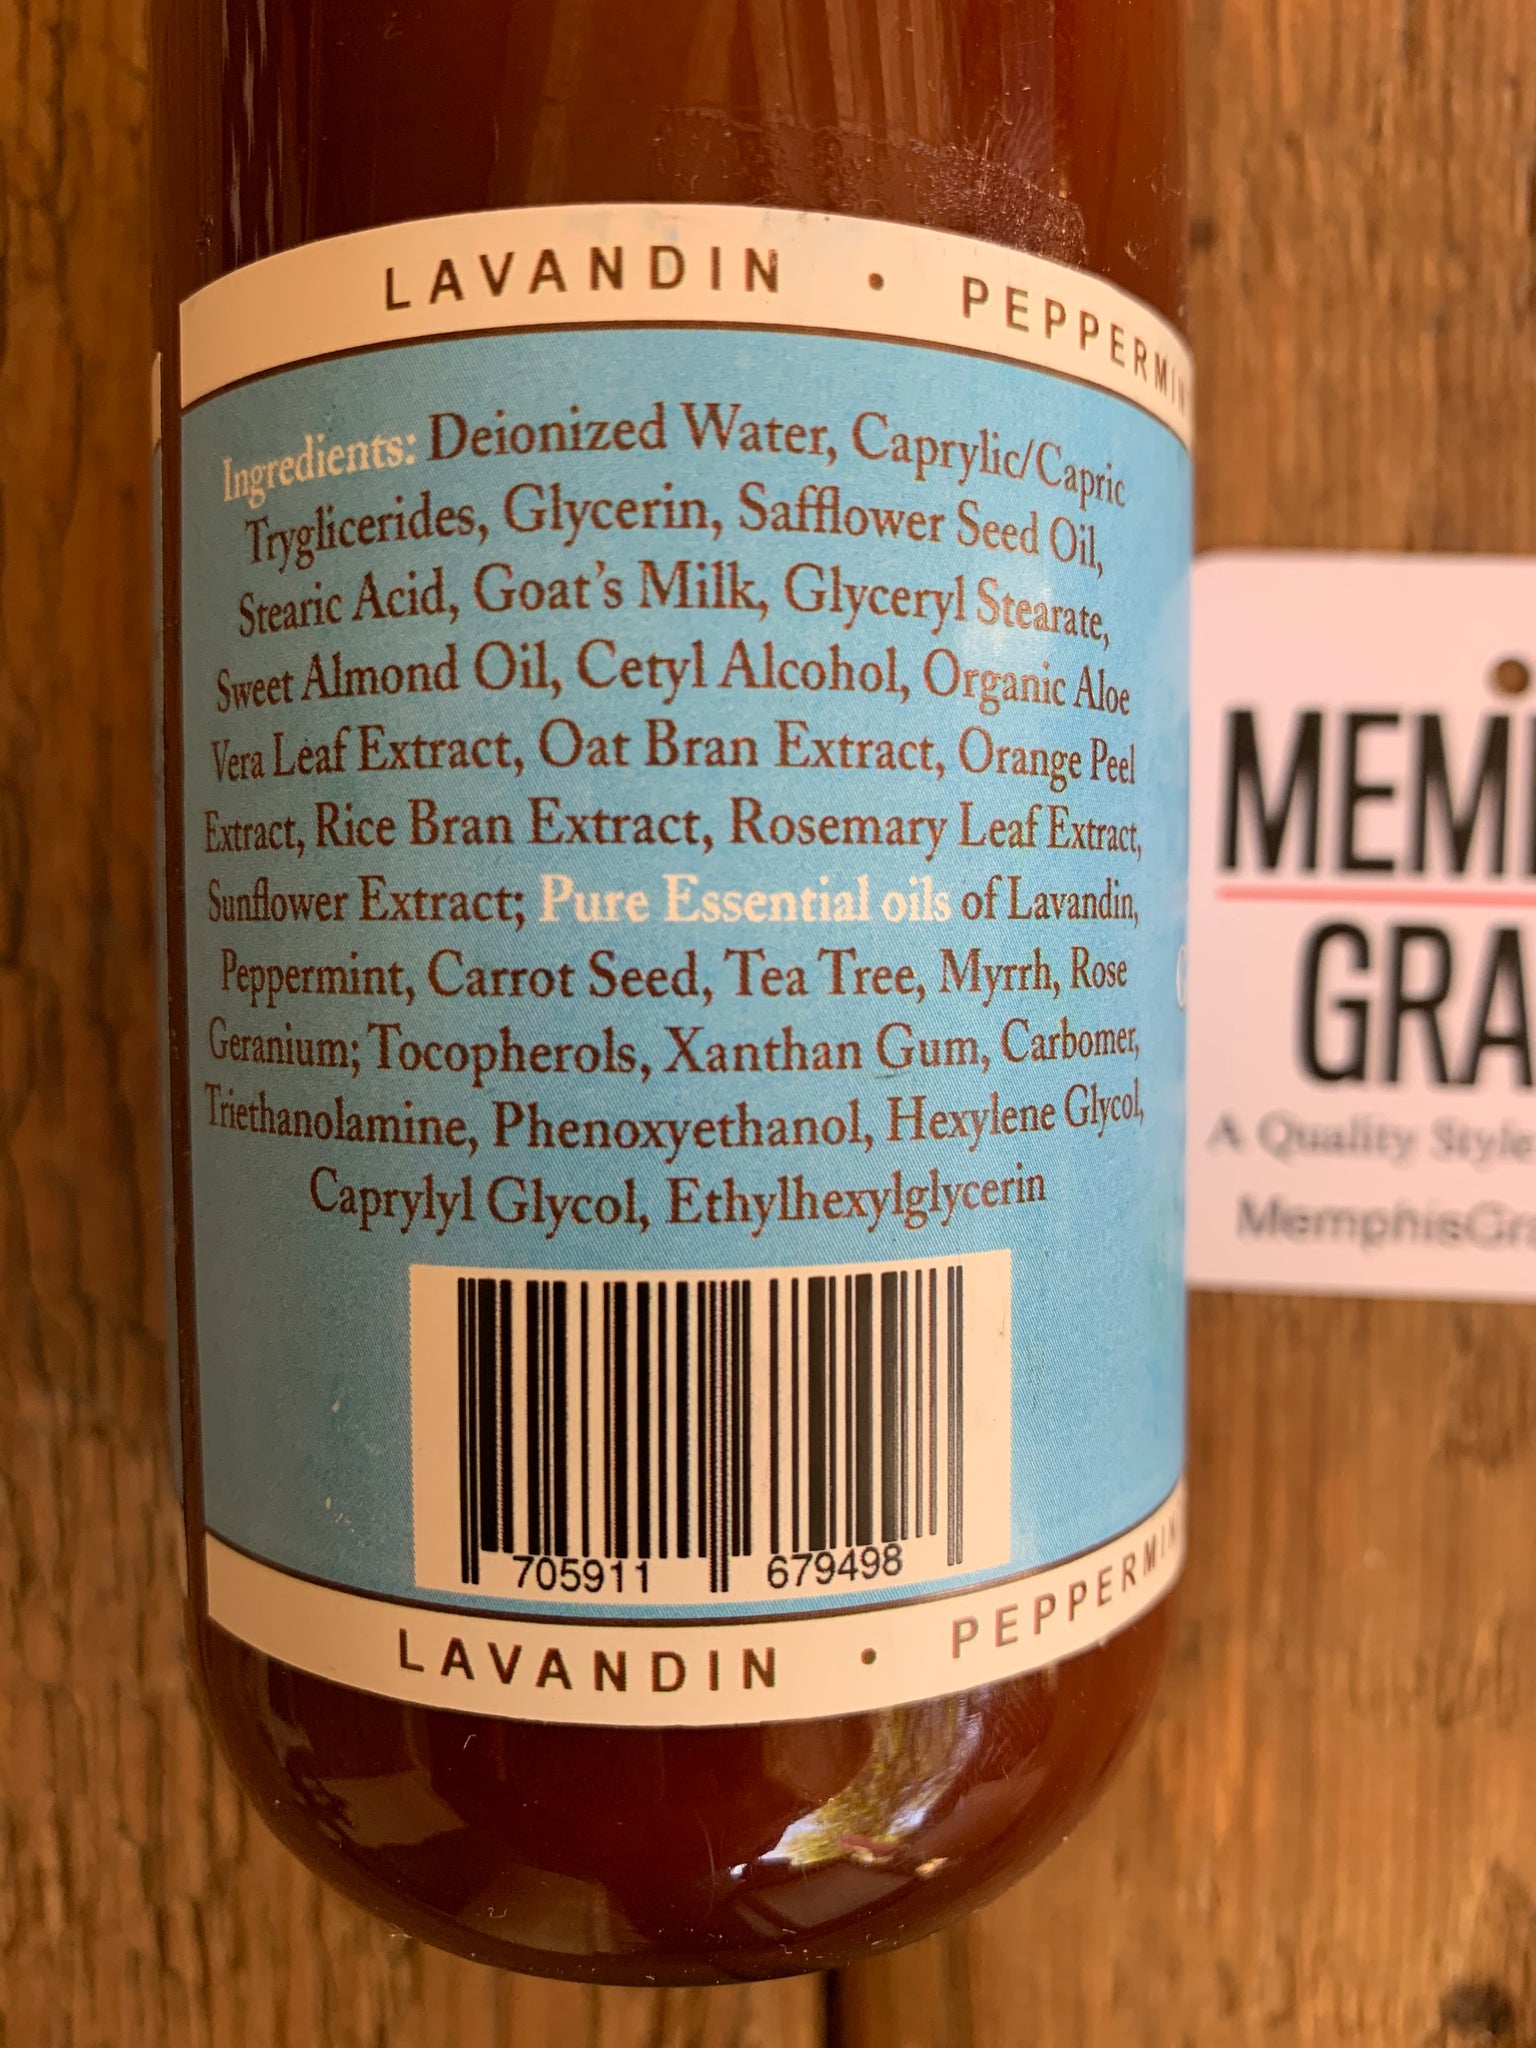 LAVANDIN • PEPPERMIN
Ingredients: Deionized Water, Caprylic/Capric
Tryglicerides, Glycerin, Safflower Seed Oil,
Stearic Acid, Goat's Milk, Glyceryl Stearate,
Sweet Almond Oil, Cetyl Alcohol, Organic Aloe
Vera Leaf Extract, Oat Bran Extract, Orange Peel
Extract, Rice Bran Extract, Rosemary Leaf Extract,
Sunflower Extract; Pure Essential oils of Lavandin,
Peppermint, Carrot Seed, Tea Tree, Myrrh, Rose
Geranium; Tocopherols, Xanthan Gum, Carbomer,
Triethanolamine, Phenoxyethanol, Hexylene Glycol,
Caprylyl Glycol, Ethylhexylglycerin
705911 679498
LAVANDIN • PEPPERMIN
MEM
GRA
A Quality Style
MemphisGra